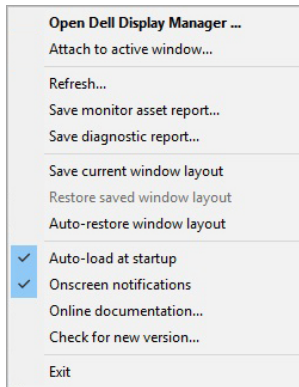 Open Dell Display Manager ...
Attach to active window...
Refresh...
Save monitor asset report...
Save diagnostic report...
Save current window layout
Restore saved window layout
Auto-restore window layout
Auto-load at startup
Onscreen notifications
Online documentation...
Check for new version...
Exit